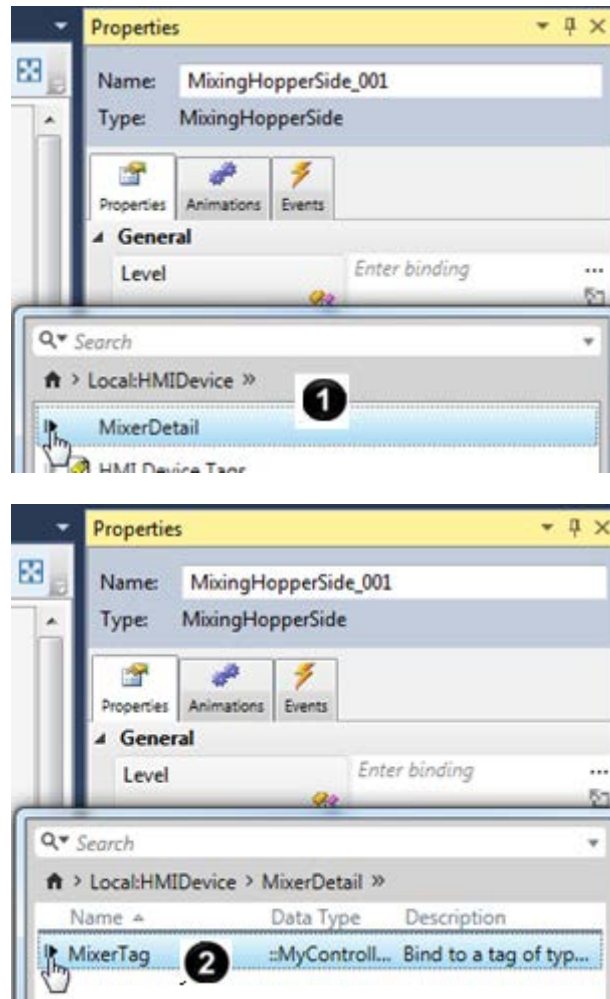 Properties
Name: MixingHopperSide_001
Type: MixingHopperSide
Properties Animations Events
General
Level Enter binding ...
Search
> Local:HMIDevice »
1
MixerDetail
HMI Device Tags
Properties
Name: MixingHopperSide_001
Type: MixingHopperSide
Properties Animations Events
General
Level Enter binding ...
Search
> Local:HMIDevice > MixerDetail »
Name Data Type Description
MixerTag 2 ::MyControll... Bind to a tag of typ...